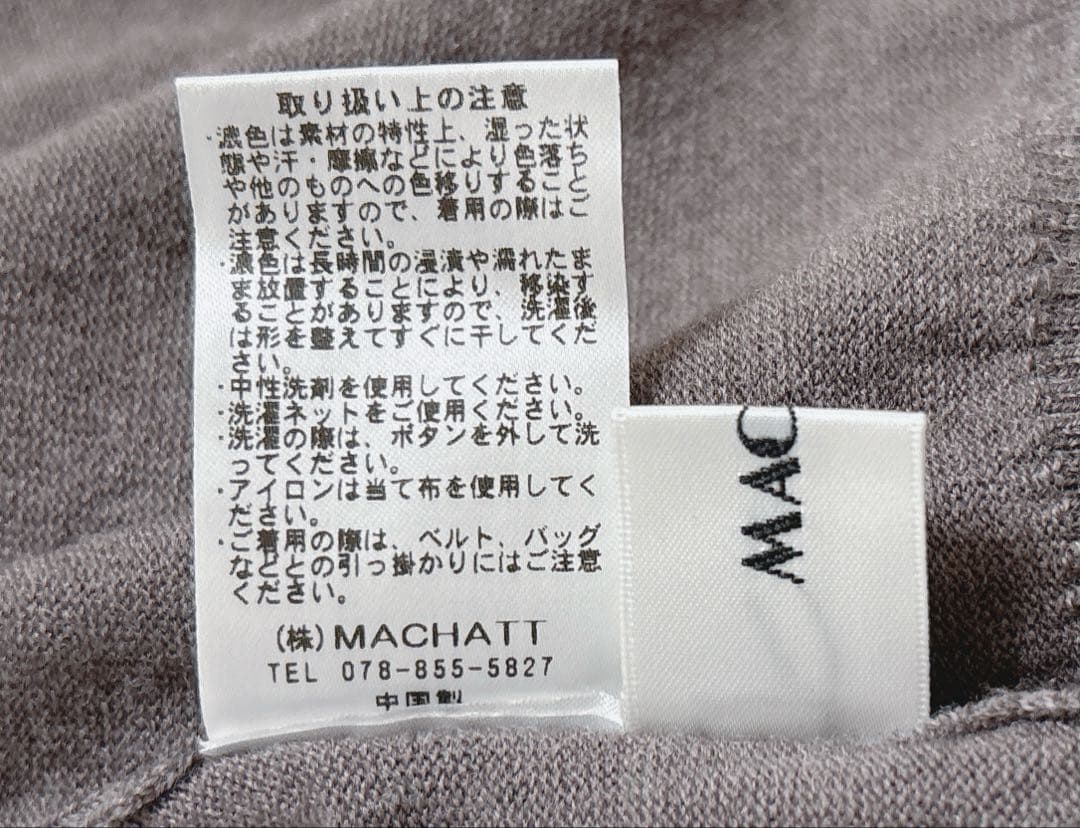 取り扱い上の注意
・濃色は素材の特性上、湿った状
態や汗・摩擦などにより色落ち
や他のものへの色移りすること
がありますので、着用の際はご
注意ください。
・濃色は長時間の浸漬や濡れたま
ま放置することにより、移染す
ることがありますので、洗濯後
は形を整えてすぐに干してくだ
さい。
・中性洗剤を使用してください。
・洗濯ネットをご使用ください。
・洗濯の際は、ボタンを外して洗
ってください。
・アイロンは当て布を使用してく
ださい。
・ご着用の際は、ベルト、バッグ
などとの引っ掛かりにはご注意
ください。
(株)MACHATT
TEL 078-855-5827
中国製
MAC